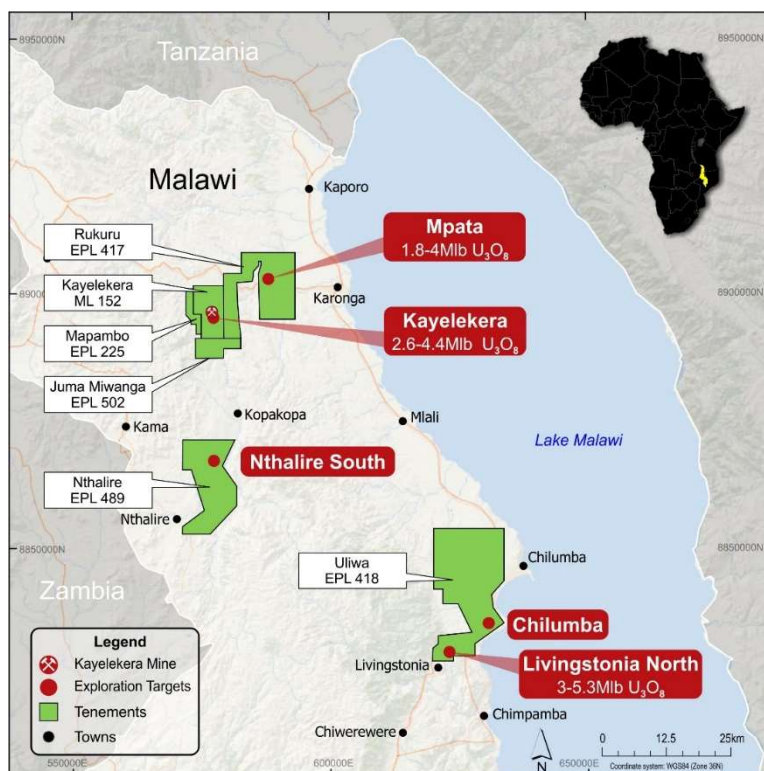 8950000N
8950000N
Tanzania
Malawi
Kaporo
Rukuru
EPL 417
Mpata
1.8-4Mlb U₃O₈
Kayelekera
ML 152
Karonga
8900000N
8900000N
Mapambo
EPL 225
Kayelekera
2.6-4.4Mlb U₃O₈
Juma Miwanga
EPL 502
Kopakopa
Kama
Mlali
Lake Malawi
Nthalire South
Nthalire
EPL 489
Nthalire
8850000N
8850000N
Uliwa
EPL 418
Chilumba
Zambia
Chilumba
Legend
Kayelekera Mine
Exploration Targets
Tenements
Towns
Livingstonia North
3-5.3Mlb U₃O₈
Livingstonia
Chimpamba
Chiwerewere
N
0 12.5 25km
Coordinate system: WGS84 (Zone 36N)
550000E
600000E
650000E